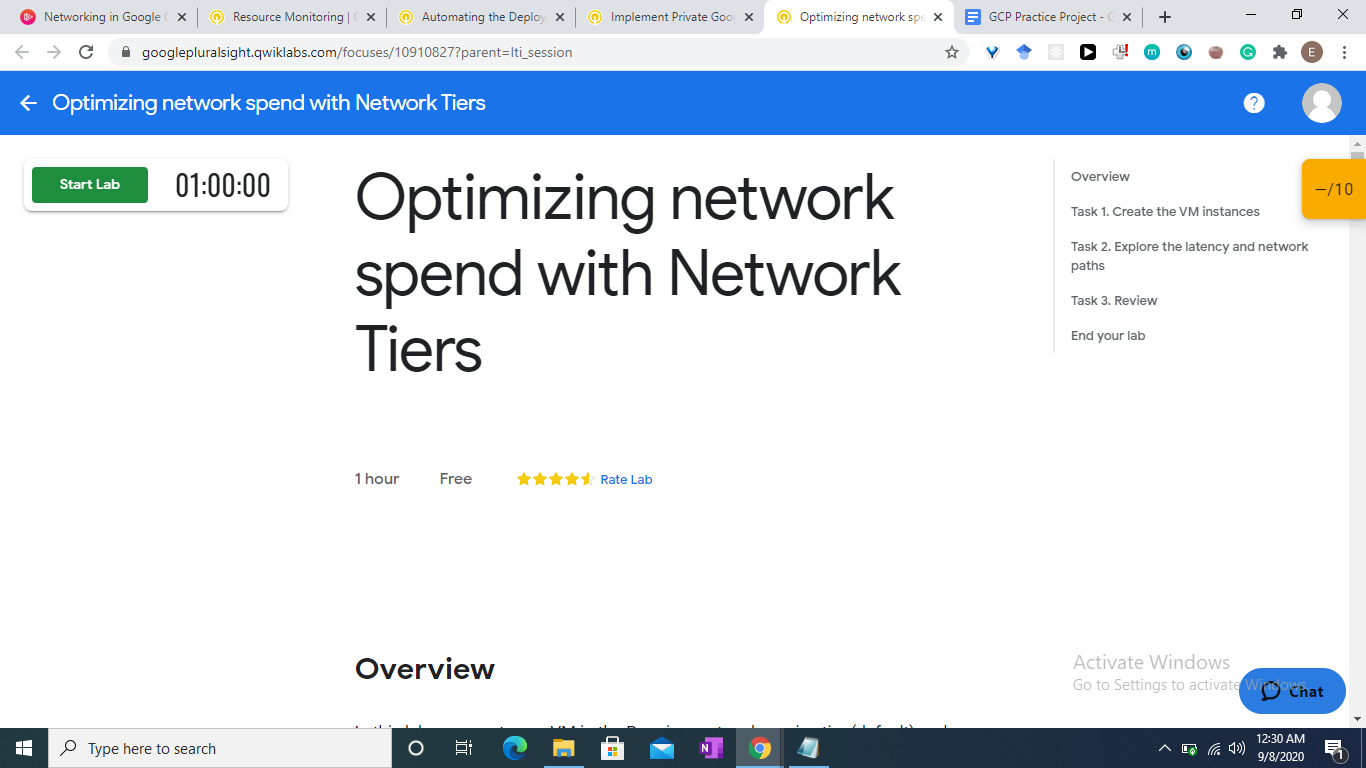 Networking in Google C
Resource Monitoring | G
Automating the Deploy
Implement Private Goo
Optimizing network spe
GCP Practice Project - G
googlepluralsight.qwiklabs.com/focuses/10910827?parent=lti_session
E
Optimizing network spend with Network Tiers
?
Start Lab
01:00:00
Optimizing network
spend with Network
Tiers
Overview
Task 1. Create the VM instances
Task 2. Explore the latency and network
paths
Task 3. Review
End your lab
–/10
1 hour
Free
Rate Lab
Overview
Activate Windows
Go to Settings to activate Windows.
Chat
Type here to search
12:30 AM
9/8/2020
1